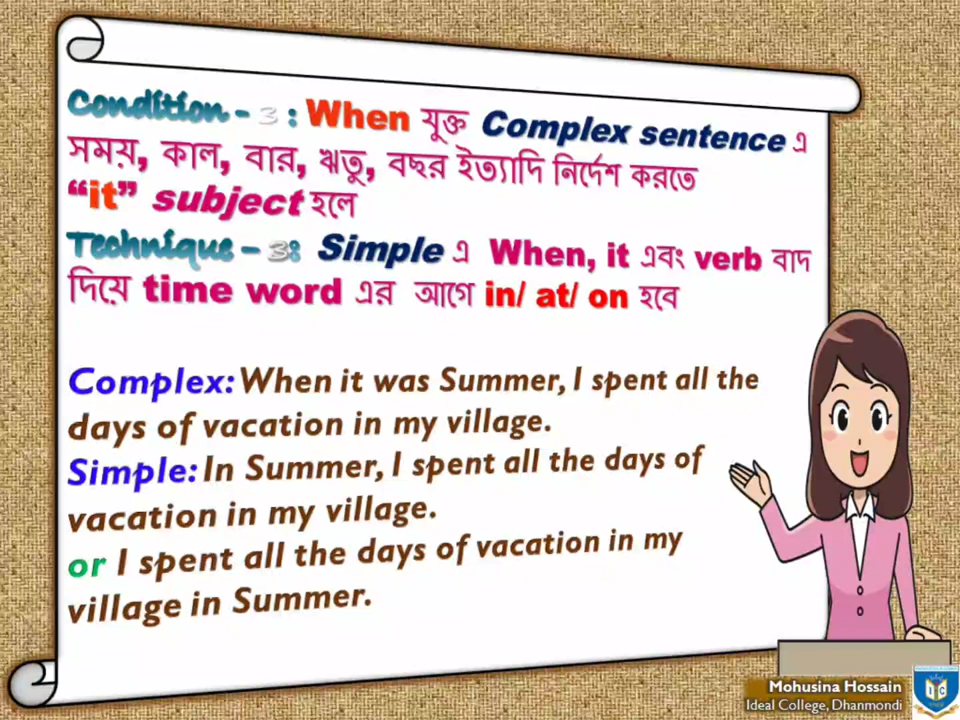 Condition - 3 : When যুক্ত Complex sentence এ
সময়, কাল, বার, ঋতু, বছর ইত্যাদি নির্দেশ করতে
“it” subject হলে
Technique - 3: Simple এ When, it এবং verb বাদ
দিয়ে time word এর আগে in/ at/ on হবে
Complex: When it was Summer, I spent all the
days of vacation in my village.
Simple: In Summer, I spent all the days of
vacation in my village.
or I spent all the days of vacation in my
village in Summer.
Mohusina Hossain
Ideal College, Dhanmondi